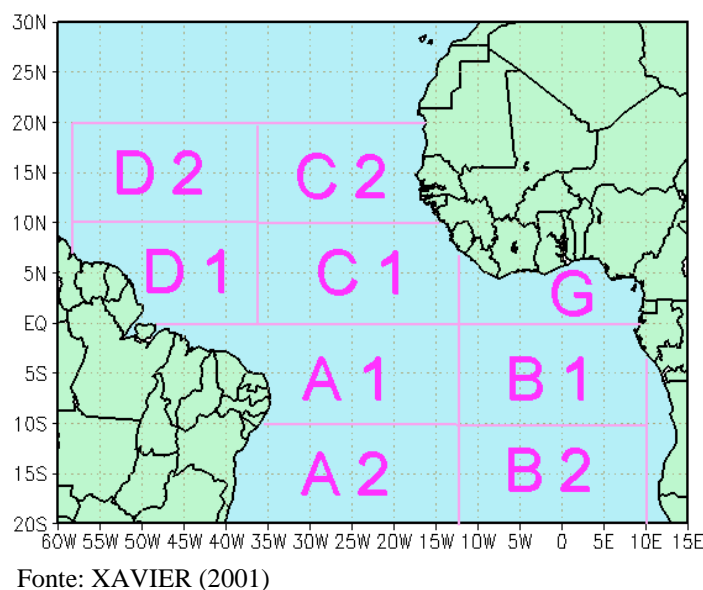 30N
25N
20N
D 2 C 2
15N
10N
D 1 C 1 G
5N
EQ
A 1 B 1
5S
10S
A 2 B 2
15S
20S
60W 55W 50W 45W 40W 35W 30W 25W 20W 15W 10W 5W 0 5E 10E 15E
Fonte: XAVIER (2001)